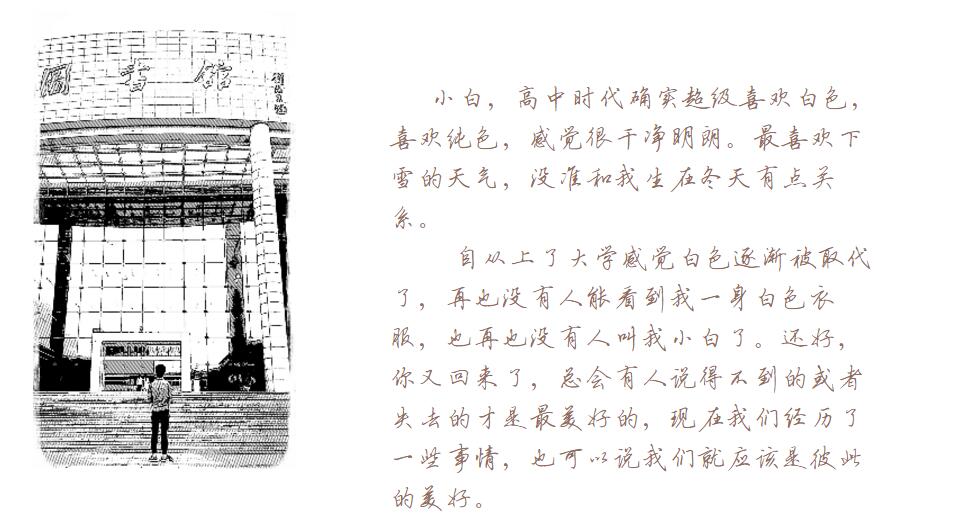 圖書館
小白，高中时代确实超级喜欢白色，
喜欢纯色，感觉很干净明朗。最喜欢下
雪的天气，没准和我生在冬天有点关
系。
自从上了大学感觉白色逐渐被取代
了，再也没有人能看到我一身白色衣
服，也再也没有人叫我小白了。还好，
你又回来了，总会有人说得不到的或者
失去的才是最美好的，现在我们经历了
一些事情，也可以说我们就应该是彼此
的美好。